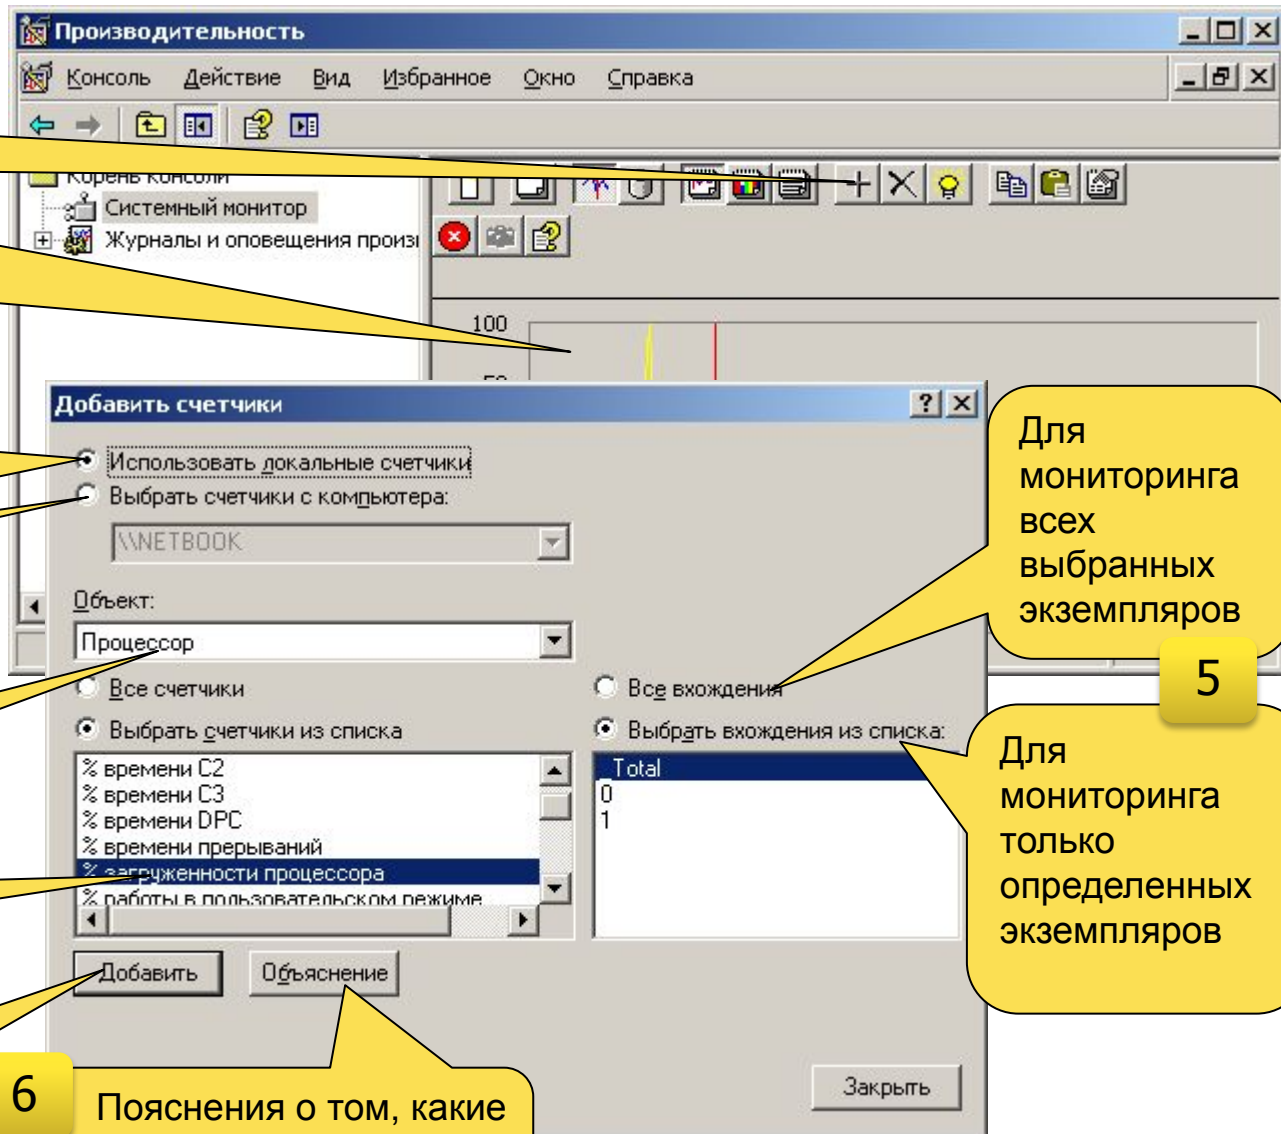 Производительность
Консоль Действие Вид Избранное Окно Справка
Корень консоли
Системный монитор
Журналы и оповещения произ
100
Добавить счетчики
Использовать локальные счетчики
Выбрать счетчики с компьютера:
\\NETBOOK
Объект:
Процессор
Все счетчики
Все вхождения
Выбрать счетчики из списка
Выбрать вхождения из списка:
% времени C2
% времени C3
% времени DPC
% времени прерываний
% загруженности процессора
% работы в пользовательском режиме
_Total
0
1
Добавить
Объяснение
Закрыть
Для
мониторинга
всех
выбранных
экземпляров
5
Для
мониторинга
только
определенных
экземпляров
6
Пояснения о том, какие